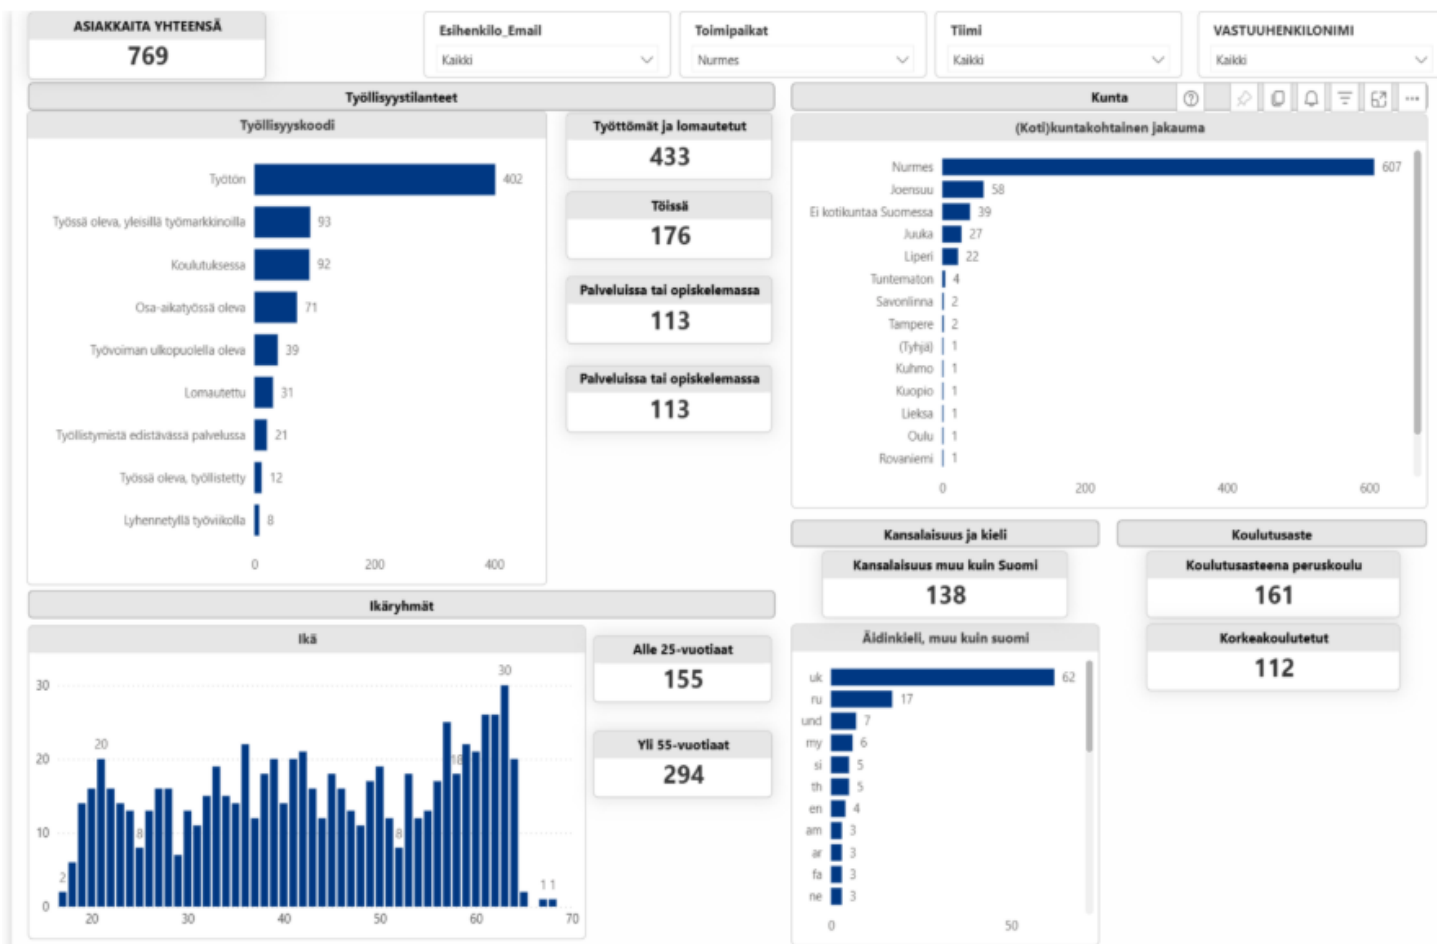 ASIAKKAITA YHTEENSÄ
769
Esihenkilo_Email
Kaikki
Toimipaikat
Nurmes
Tiimi
Kaikki
VASTUUHENKILONIMI
Kaikki
Työllisyystilanteet
Työllisyyskoodi
Työtön 402
Työssä oleva, yleisillä työmarkkinoilla 93
Koulutuksessa 92
Osa-aikatyössä oleva 71
Työvoiman ulkopuolella oleva 39
Lomautettu 31
Työllistymistä edistävässä palvelussa 21
Työssä oleva, työllistetty 12
Lyhennetyllä työviikolla 8
0 200 400
Työttömät ja lomautetut
433
Töissä
176
Palveluissa tai opiskelemassa
113
Palveluissa tai opiskelemassa
113
Kunta
(Koti)kuntakohtainen jakauma
Nurmes 607
Joensuu 58
Ei kotikuntaa Suomessa 39
Juuka 27
Liperi 22
Tuntematon 4
Savonlinna 2
Tampere 2
(Tyhjä) 1
Kuhmo 1
Kuopio 1
Lieksa 1
Oulu 1
Rovaniemi 1
0 200 400 600
Ikäryhmät
Ikä
30
30
20
20
18
10
8
8
2
1 1
0
20 30 40 50 60 70
Alle 25-vuotiaat
155
Yli 55-vuotiaat
294
Kansalaisuus ja kieli
Kansalaisuus muu kuin Suomi
138
Äidinkieli, muu kuin suomi
uk 62
ru 17
und 7
my 6
si 5
th 5
en 4
am 3
ar 3
fa 3
ne 3
0 50
Koulutusaste
Koulutusasteena peruskoulu
161
Korkeakoulutetut
112